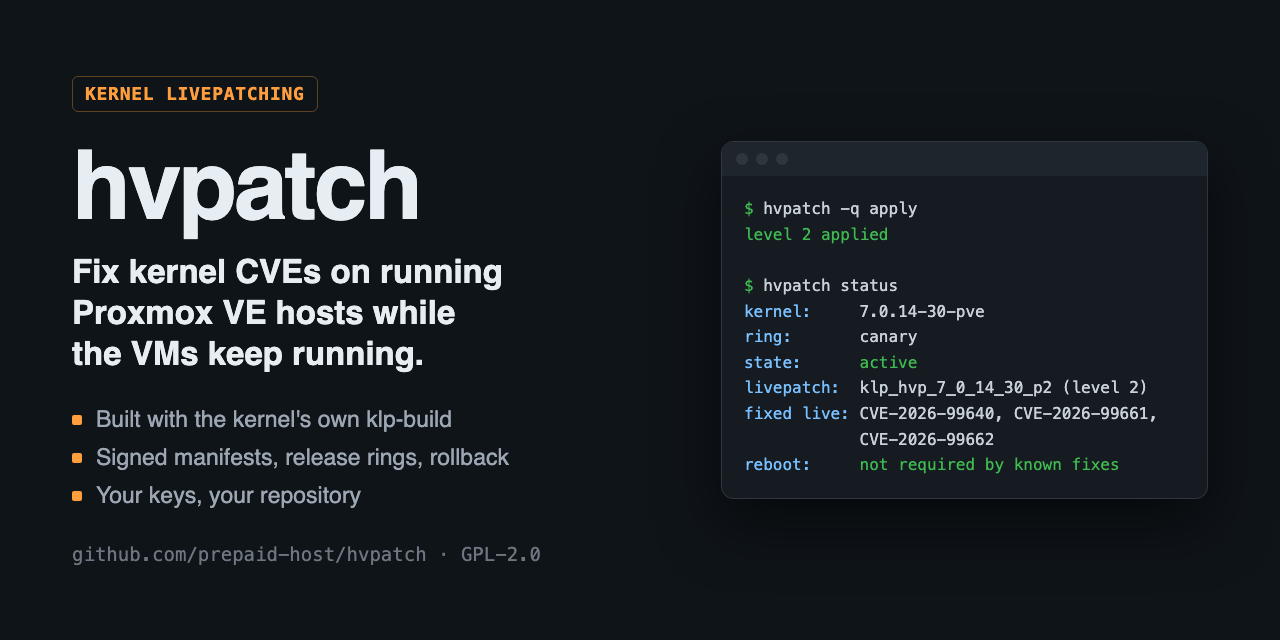 KERNEL LIVEPATCHING
hvpatch
Fix kernel CVEs on running
Proxmox VE hosts while
the VMs keep running.
Built with the kernel's own klp-build
Signed manifests, release rings, rollback
Your keys, your repository
github.com/prepaid-host/hvpatch · GPL-2.0
$ hvpatch -q apply
level 2 applied
$ hvpatch status
kernel: 7.0.14-30-pve
ring: canary
state: active
livepatch: klp_hvp_7_0_14_30_p2 (level 2)
fixed live: CVE-2026-99640, CVE-2026-99661,
CVE-2026-99662
reboot: not required by known fixes